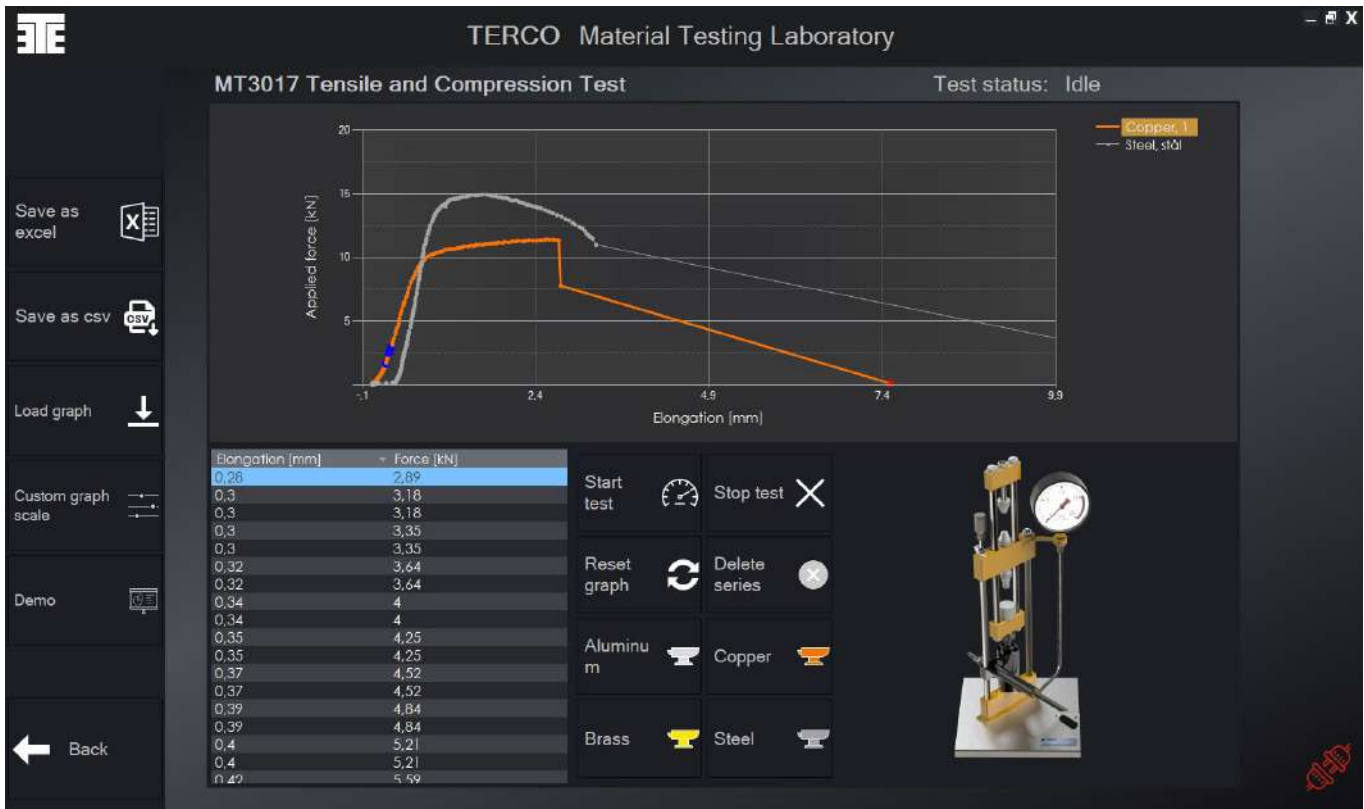 TERCO Material Testing Laboratory
MT3017 Tensile and Compression Test
Test status: Idle
Save as
excel
Save as csv
CSV
Load graph
Custom graph
scale
Demo
Back
Applied force [kN]
20
15
10
5
-.1
2.4
4.9
7.4
9.9
Elongation [mm]
Copper, 1
Steel, stål
Elongation [mm] Force [kN]
0,28 2,89
0,3 3,18
0,3 3,18
0,3 3,35
0,3 3,35
0,32 3,64
0,32 3,64
0,34 4
0,34 4
0,35 4,25
0,35 4,25
0,37 4,52
0,37 4,52
0,39 4,84
0,39 4,84
0,4 5,21
0,4 5,21
0,42 5,59
Start
test
Stop test
Reset
graph
Delete
series
Aluminu
m
Copper
Brass
Steel